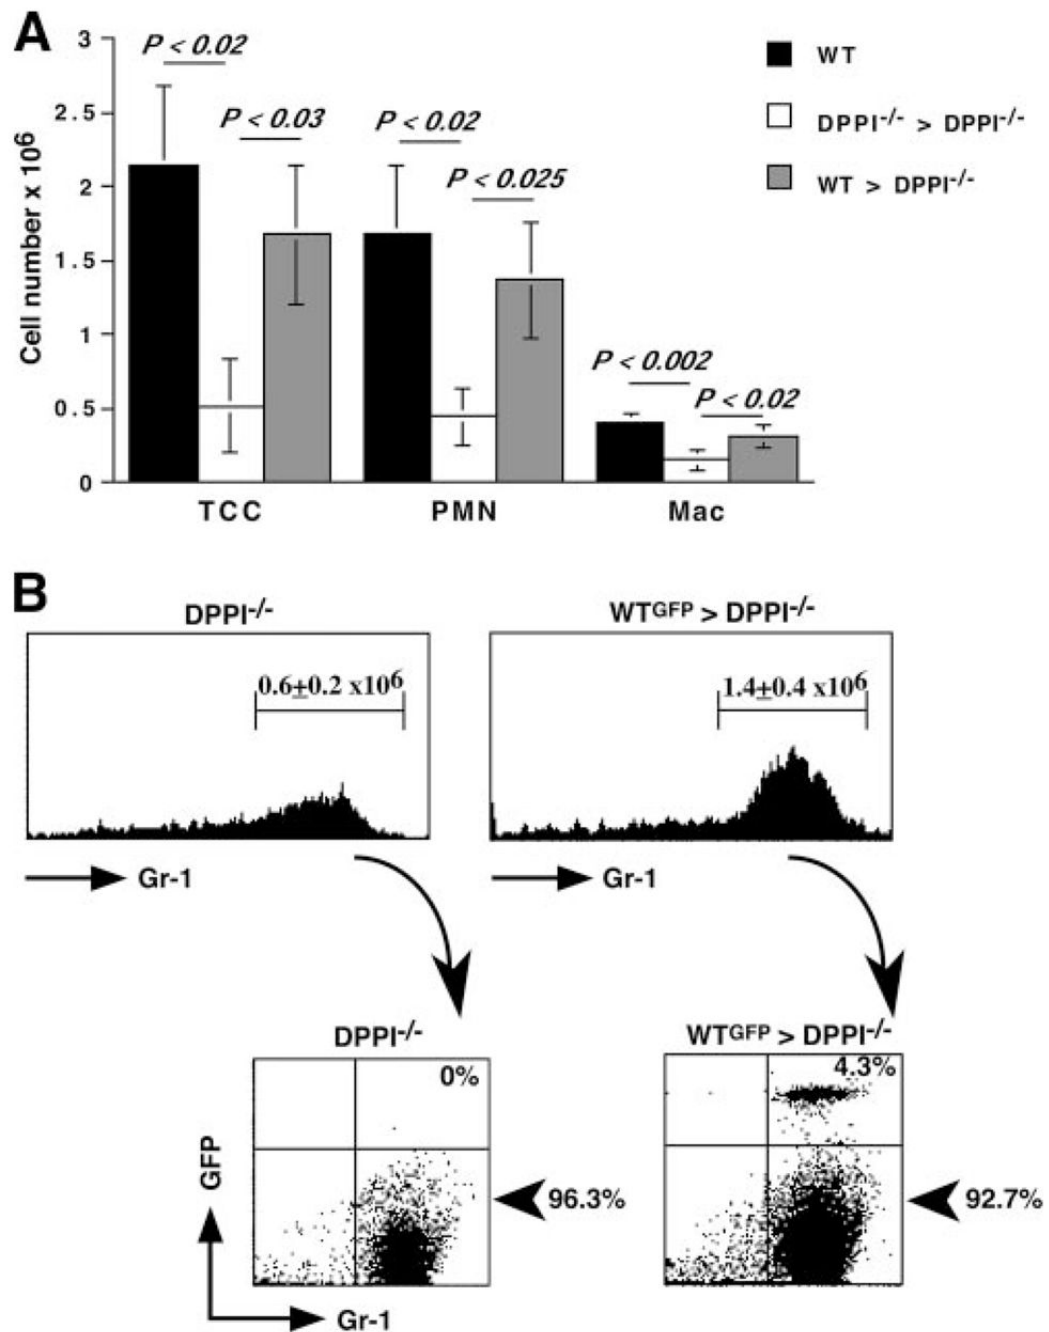 A
3
2.5
2
1.5
1
0.5
0
Cell number x 10⁶
P < 0.02
P < 0.03
P < 0.02
P < 0.025
P < 0.002
P < 0.02
TCC
PMN
Mac
WT
DPPI⁻/⁻ > DPPI⁻/⁻
WT > DPPI⁻/⁻
B
DPPI⁻/⁻
0.6±0.2 x10⁶
Gr-1
WTGFP > DPPI⁻/⁻
1.4±0.4 x10⁶
Gr-1
DPPI⁻/⁻
0%
96.3%
GFP
Gr-1
WTGFP > DPPI⁻/⁻
4.3%
92.7%